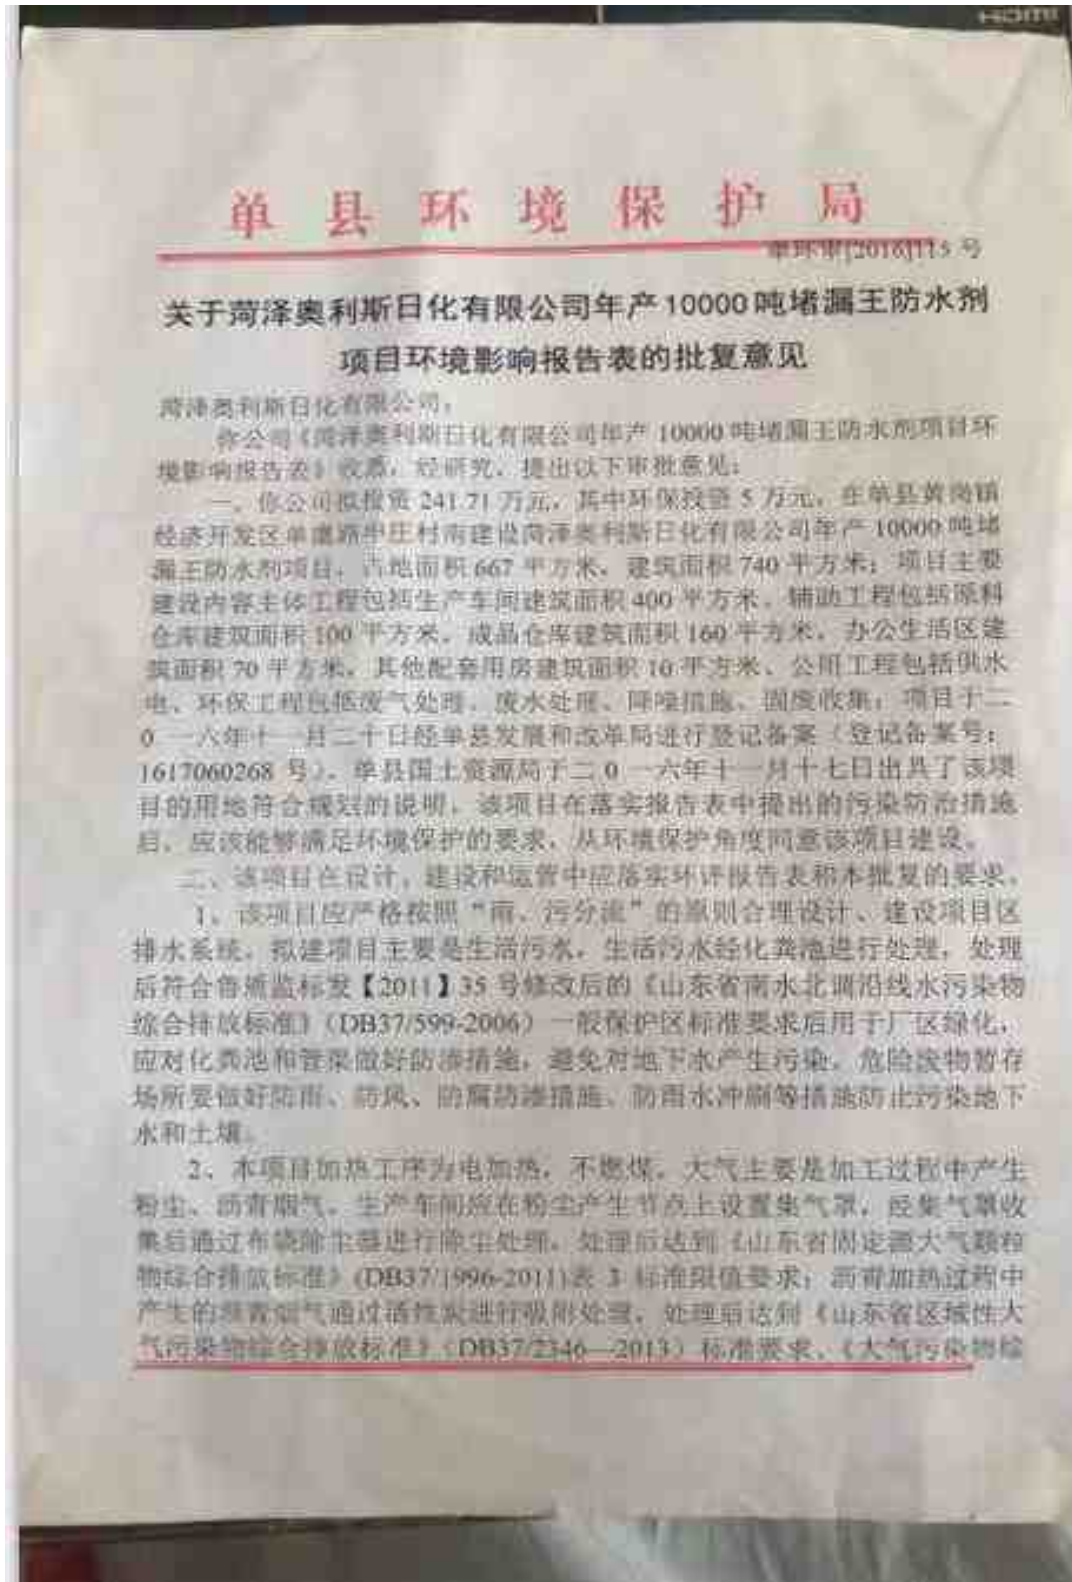 HDMI
单县环境保护局
单环审[2016]115号
关于菏泽奥利斯日化有限公司年产10000吨堵漏王防水剂
项目环境影响报告表的批复意见
菏泽奥利斯日化有限公司：
你公司《菏泽奥利斯日化有限公司年产10000吨堵漏王防水剂项目环
境影响报告表》收悉，经研究，提出以下审批意见：
一、你公司拟投资241.71万元，其中环保投资5万元，在单县黄岗镇
经济开发区单虞路 庄村南建设菏泽奥利斯日化有限公司年产10000吨堵
漏王防水剂项目，占地面积667平方米，建筑面积740平方米；项目主要
建设内容主体工程包括生产车间建筑面积400平方米、辅助工程包括原料
仓库建筑面积100平方米，成品仓库建筑面积160平方米，办公生活区建
筑面积70平方米，其他配套用房建筑面积10平方米、公用工程包括供水
电、环保工程包括废气处理、废水处理、降噪措施、固废收集；项目于二
0一六年十一月二十日经单县发展和改革局进行登记备案（登记备案号：
1617060268号），单县国土资源局于二0一六年十一月十七日出具了该项
目的用地符合规划的说明，该项目在落实报告表中提出的污染防治措施
后，应该能够满足环境保护的要求，从环境保护角度同意该项目建设。
二、该项目在设计、建设和运营中应落实环评报告表和本批复的要求。
1、该项目应严格按照“雨、污分流”的原则合理设计、建设项目区
排水系统。拟建项目主要是生活污水，生活污水经化粪池进行处理，处理
后符合鲁质监标发【2011】35号修改后的《山东省南水北调沿线水污染物
综合排放标准》（DB37/599-2006）一般保护区标准要求后用于厂区绿化，
应对化粪池和管渠做好防渗措施，避免对地下水产生污染。危险废物暂存
场所要做好防雨、防风、防腐防渗措施、防雨水冲刷等措施防止污染地下
水和土壤。
2、本项目加热工序为电加热，不燃煤。大气主要是加工过程中产生
粉尘、沥青烟气。生产车间应在粉尘产生节点上设置集气罩，经集气罩收
集后通过布袋除尘器进行除尘处理，处理后达到《山东省固定源大气颗粒
物综合排放标准》(DB37/1996-2011)表3标准限值要求；沥青加热过程中
产生的沥青烟气通过活性炭进行吸附处理，处理后达到《山东省区域性大
气污染物综合排放标准》（DB37/2346—2013）标准要求、《大气污染物综